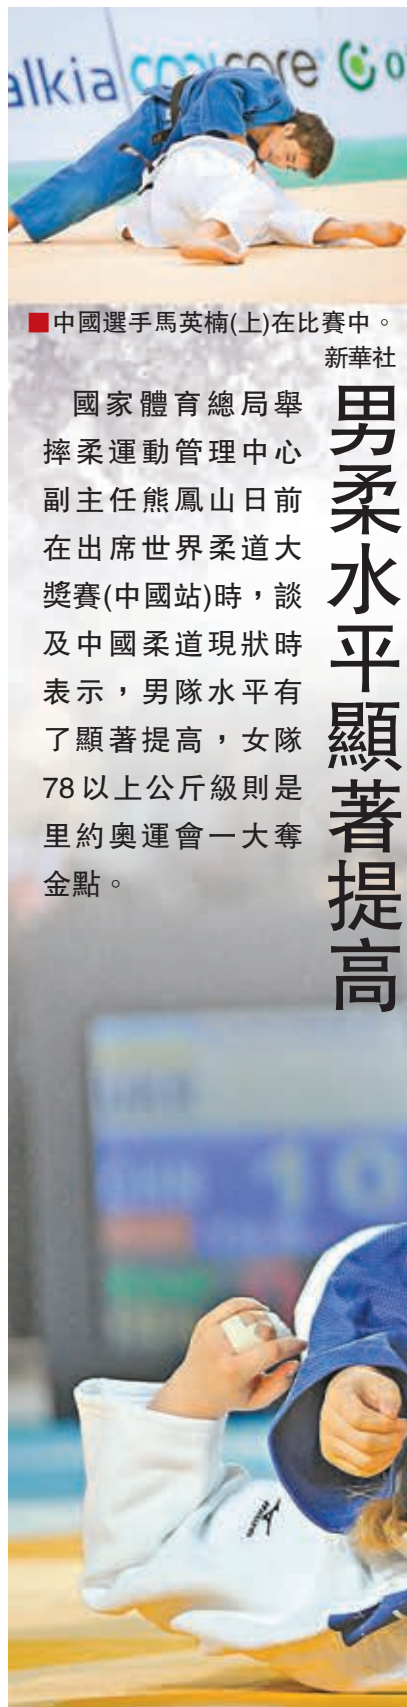 alkia coolcore
■中國選手馬英楠(上)在比賽中。
新華社
男柔水平顯著提高
國家體育總局舉
摔柔運動管理中心
副主任熊鳳山日前
在出席世界柔道大
獎賽(中國站)時，談
及中國柔道現狀時
表示，男隊水平有
了顯著提高，女隊
78以上公斤級則是
里約奧運會一大奪
金點。